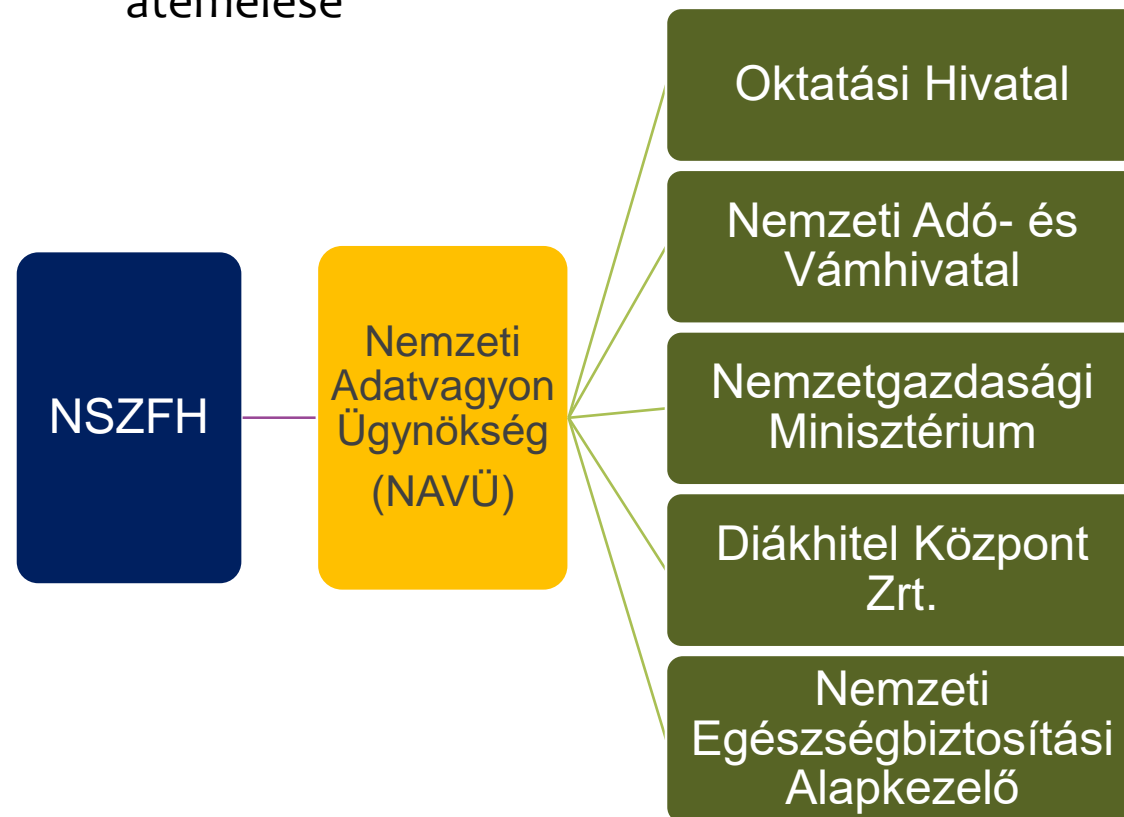 átemelése
NSZFH
Nemzeti
Adatvagyon
Ügynökség
(NAVÜ)
Oktatási Hivatal
Nemzeti Adó- és
Vámhivatal
Nemzetgazdasági
Minisztérium
Diákhitel Központ
Zrt.
Nemzeti
Egészségbiztosítási
Alapkezelő